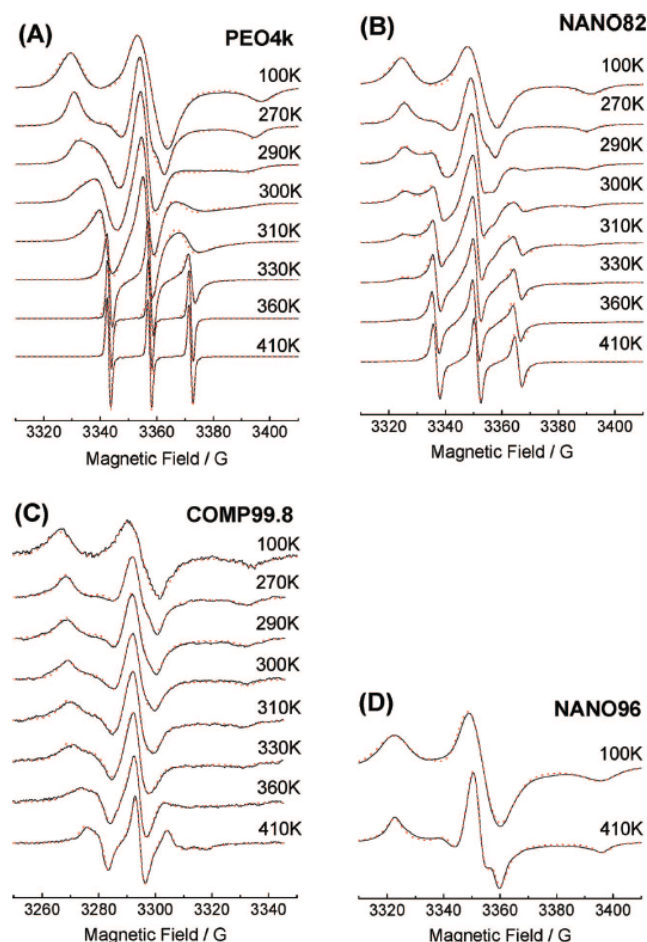 (A)
PEO4k
100K
270K
290K
300K
310K
330K
360K
410K
3320 3340 3360 3380 3400
Magnetic Field / G
(B)
NANO82
100K
270K
290K
300K
310K
330K
360K
410K
3320 3340 3360 3380 3400
Magnetic Field / G
(C)
COMP99.8
100K
270K
290K
300K
310K
330K
360K
410K
3260 3280 3300 3320 3340
Magnetic Field / G
(D)
NANO96
100K
410K
3320 3340 3360 3380 3400
Magnetic Field / G